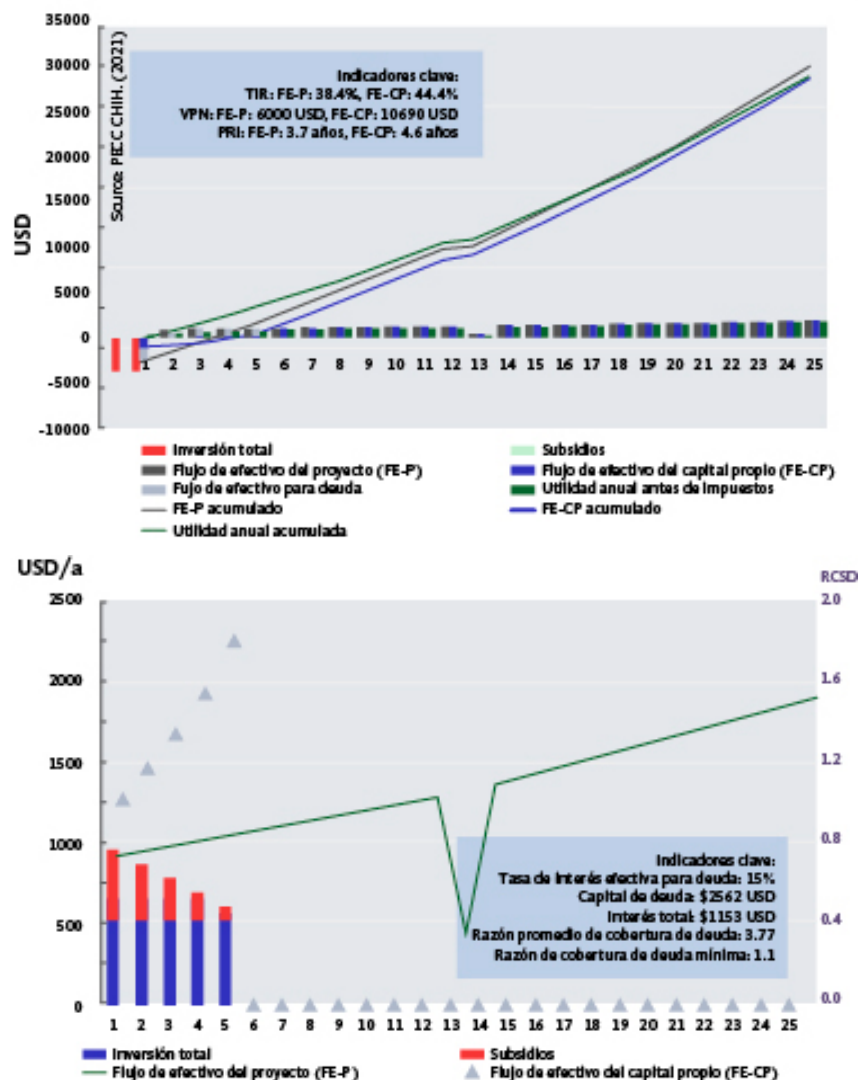 35000
30000
25000
20000
15000
10000
5000
0
-5000
-10000
USD
Source: PECC CHIH. (2021)
Indicadores clave:
TIR: FE-P: 38.4%, FE-CP: 44.4%
VPN: FE-P: 6000 USD, FE-CP: 10690 USD
PRI: FE-P: 3.7 años, FE-CP: 4.6 años
1 2 3 4 5 6 7 8 9 10 11 12 13 14 15 16 17 18 19 20 21 22 23 24 25
Inversión total
Subsidios
Flujo de efectivo del proyecto (FE-P)
Flujo de efectivo del capital propio (FE-CP)
Fujo de efectivo para deuda
Utilidad anual antes de impuestos
FE-P acumulado
FE-CP acumulado
Utilidad anual acumulada
USD/a
RCSD
2500
2000
1500
1000
500
0
2.0
1.6
1.2
0.8
0.4
0.0
Indicadores clave:
Tasa de interés efectiva para deuda: 15%
Capital de deuda: $2562 USD
Interés total: $1153 USD
Razón promedio de cobertura de deuda: 3.77
Razón de cobertura de deuda mínima: 1.1
1 2 3 4 5 6 7 8 9 10 11 12 13 14 15 16 17 18 19 20 21 22 23 24 25
Inversión total
Subsidios
Flujo de efectivo del proyecto (FE-P)
Flujo de efectivo del capital propio (FE-CP)